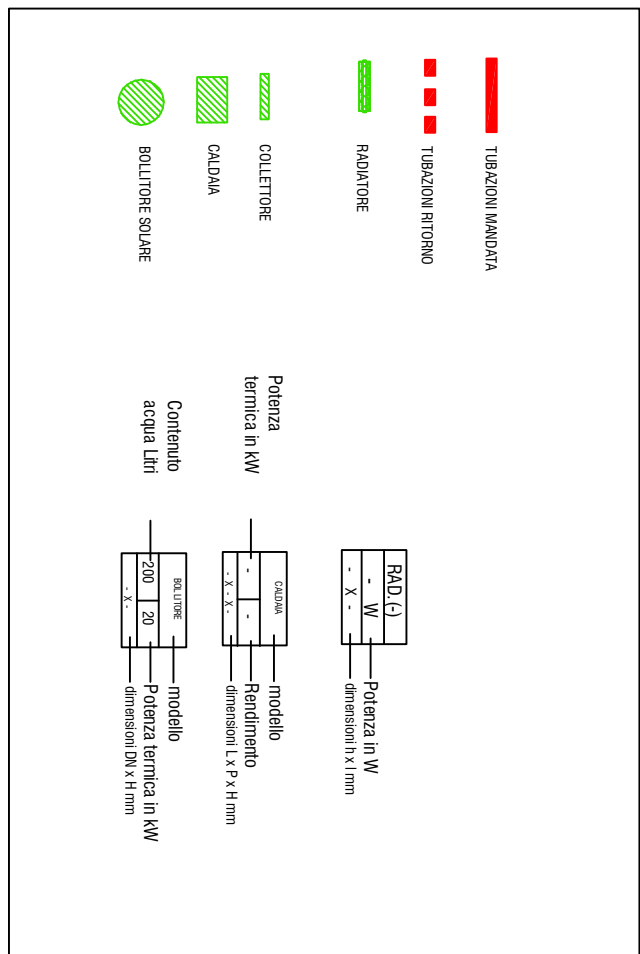 TUBAZIONI MANDATA
TUBAZIONI RITORNO
RADIATORE
RAD. (-)
- W
- X -
Potenza in W
dimensioni h x l mm
COLLETTORE
CALDAIA
Potenza
termica in kW
CALDAIA
- -
- X - X -
modello
Rendimento
dimensioni L x P x H mm
BOLLITORE SOLARE
Contenuto
acqua Litri
BOLLITORE
200 20
- X -
modello
Potenza termica in kW
dimensioni DN x H mm